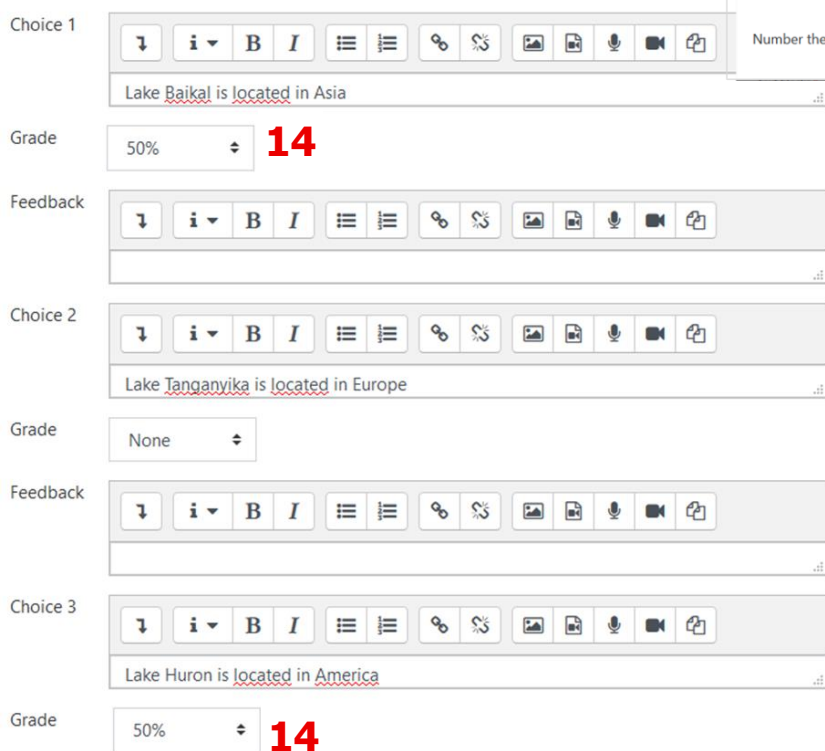 Choice 1
Number the
Lake Baikal is located in Asia
Grade
50%
14
Feedback
Choice 2
Lake Tanganyika is located in Europe
Grade
None
Feedback
Choice 3
Lake Huron is located in America
Grade
50%
14